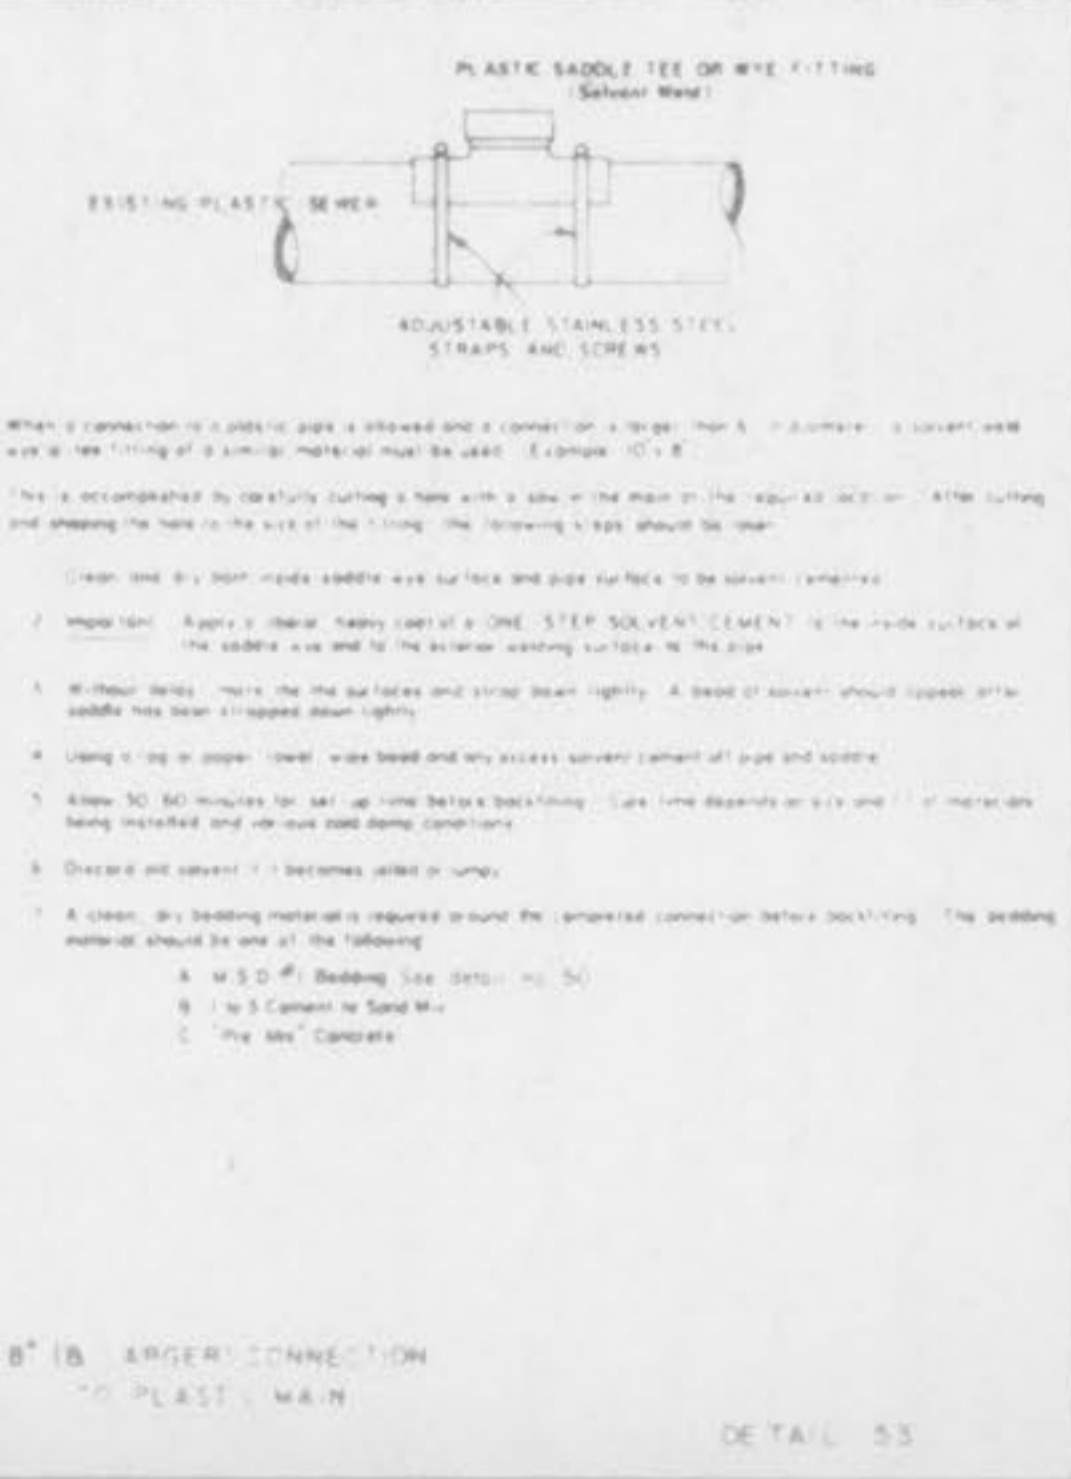 PLASTIC SADDLE TEE OR WYE FITTING
(Solvent Weld)
EXISTING PLASTIC SEWER
ADJUSTABLE STAINLESS STEEL
STRAPS AND SCREWS
When a connection to a plastic pipe is allowed and a connection is larger than 6" in diameter, a solvent weld
wye or tee fitting of a similar material must be used. Example 10" x 8"
This is accomplished by carefully cutting a hole with a saw in the main at the required location. After cutting
and shaping the hole to the size of the fitting, the following steps should be taken
Clean and dry both inside saddle wye surface and pipe surface to be solvent cemented
2 Important Apply a liberal, heavy coat of a ONE STEP SOLVENT CEMENT to the inside surface of
the saddle wye and to the exterior surface of the pipe
3 Without delay, the surfaces and strap down tightly. A bead of solvent should appear after
saddle has been strapped down tightly
4 Using a rag or paper towel, wipe bead and any excess solvent cement off pipe and saddle
5 Allow 30 60 minutes for set up time before backfilling. Cure time depends on size and of materials
being installed and various cold damp conditions
6 Discard old solvent if it becomes jelled or lumpy
7 A clean, dry bedding material is required around the completed connection before backfilling. The bedding
material should be one of the following
A M.S.D. #1 Bedding See detail no. 50
B 1 to 3 Cement to Sand Mix
C "Pre Mix" Concrete
8" (& LARGER) CONNECTION
TO PLASTIC MAIN
DETAIL 53